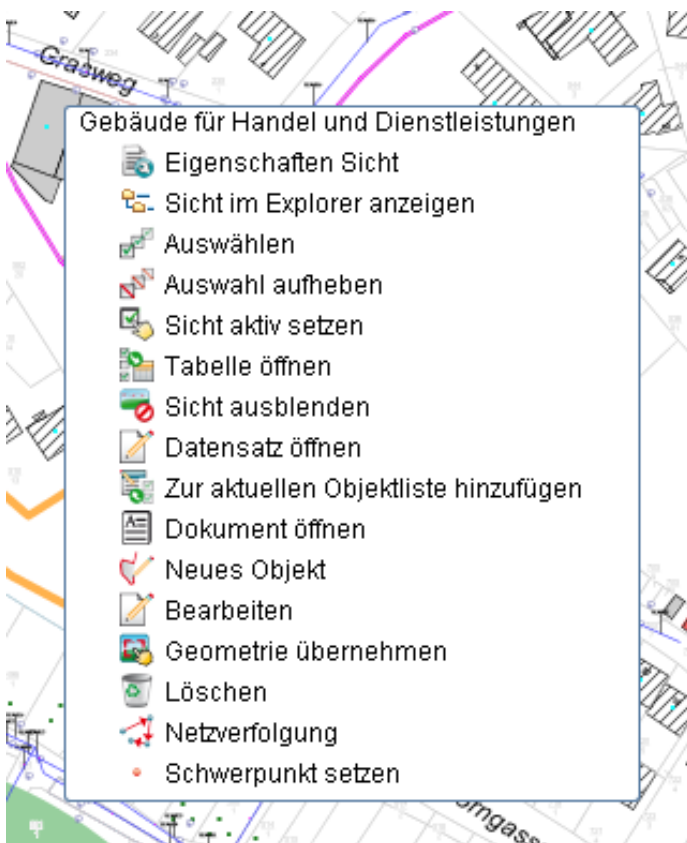 Grasweg
Gebäude für Handel und Dienstleistungen
Eigenschaften Sicht
Sicht im Explorer anzeigen
Auswählen
Auswahl aufheben
Sicht aktiv setzen
Tabelle öffnen
Sicht ausblenden
Datensatz öffnen
Zur aktuellen Objektliste hinzufügen
Dokument öffnen
Neues Objekt
Bearbeiten
Geometrie übernehmen
Löschen
Netzverfolgung
Schwerpunkt setzen